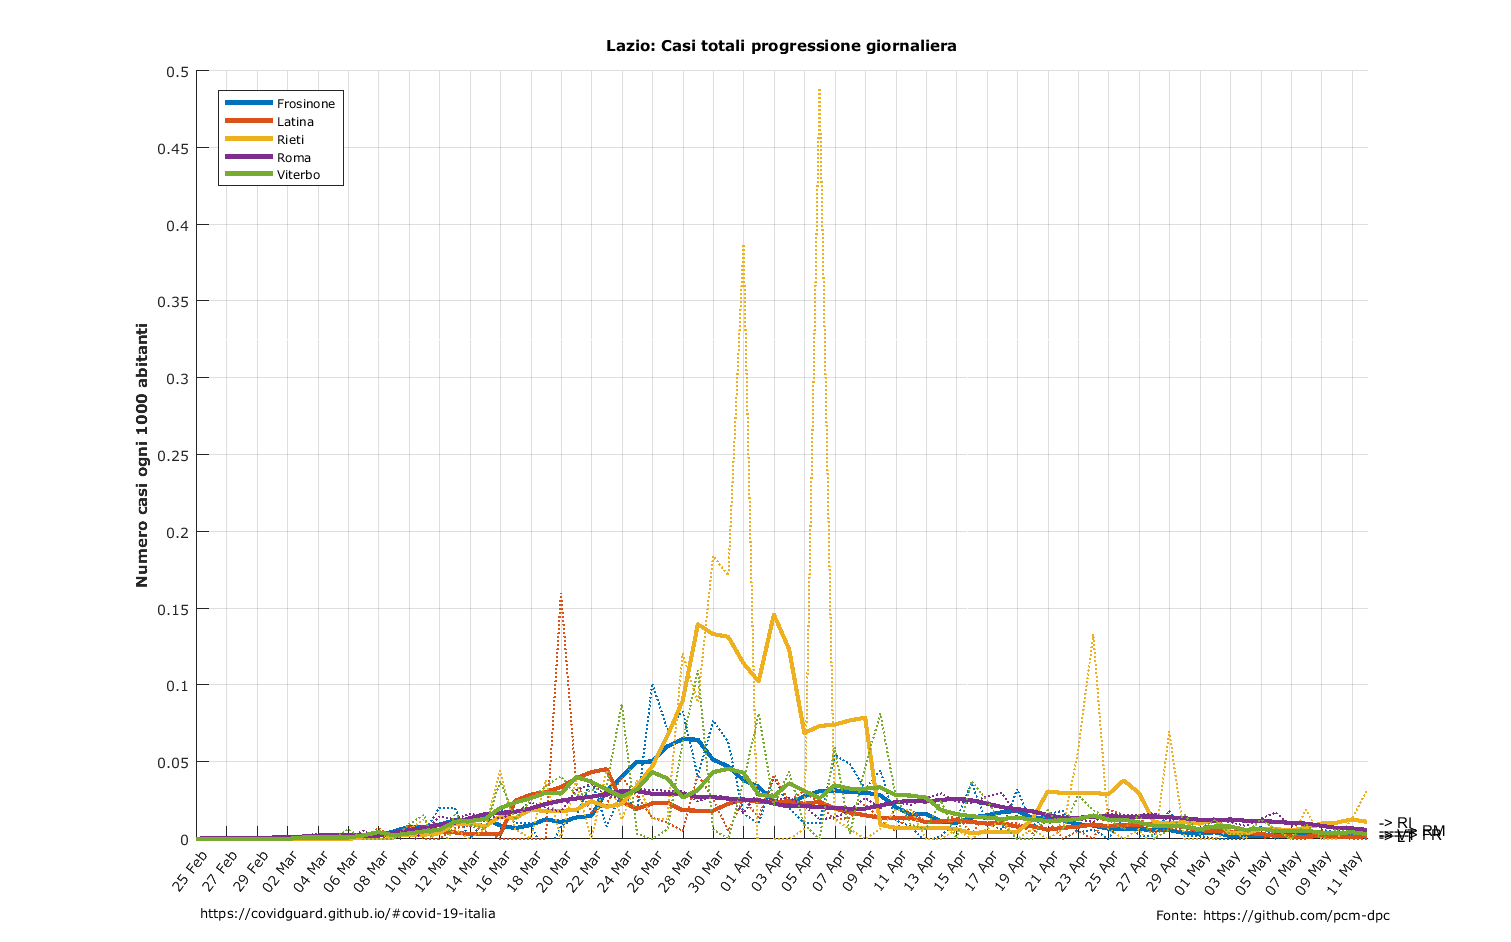 Lazio: Casi totali progressione giornaliera
Numero casi ogni 1000 abitanti
0.5
0.45
0.4
0.35
0.3
0.25
0.2
0.15
0.1
0.05
0
Frosinone
Latina
Rieti
Roma
Viterbo
-> RI
25 Feb
27 Feb
29 Feb
02 Mar
04 Mar
06 Mar
08 Mar
10 Mar
12 Mar
14 Mar
16 Mar
18 Mar
20 Mar
22 Mar
24 Mar
26 Mar
28 Mar
30 Mar
01 Apr
03 Apr
05 Apr
07 Apr
09 Apr
11 Apr
13 Apr
15 Apr
17 Apr
19 Apr
21 Apr
23 Apr
25 Apr
27 Apr
29 Apr
01 May
03 May
05 May
07 May
09 May
11 May
https://covidguard.github.io/#covid-19-italia
Fonte: https://github.com/pcm-dpc